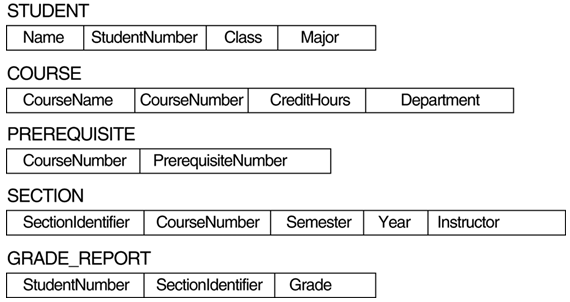 STUDENT
Name StudentNumber Class Major
COURSE
CourseName CourseNumber CreditHours Department
PREREQUISITE
CourseNumber PrerequisiteNumber
SECTION
SectionIdentifier CourseNumber Semester Year Instructor
GRADE_REPORT
StudentNumber SectionIdentifier Grade